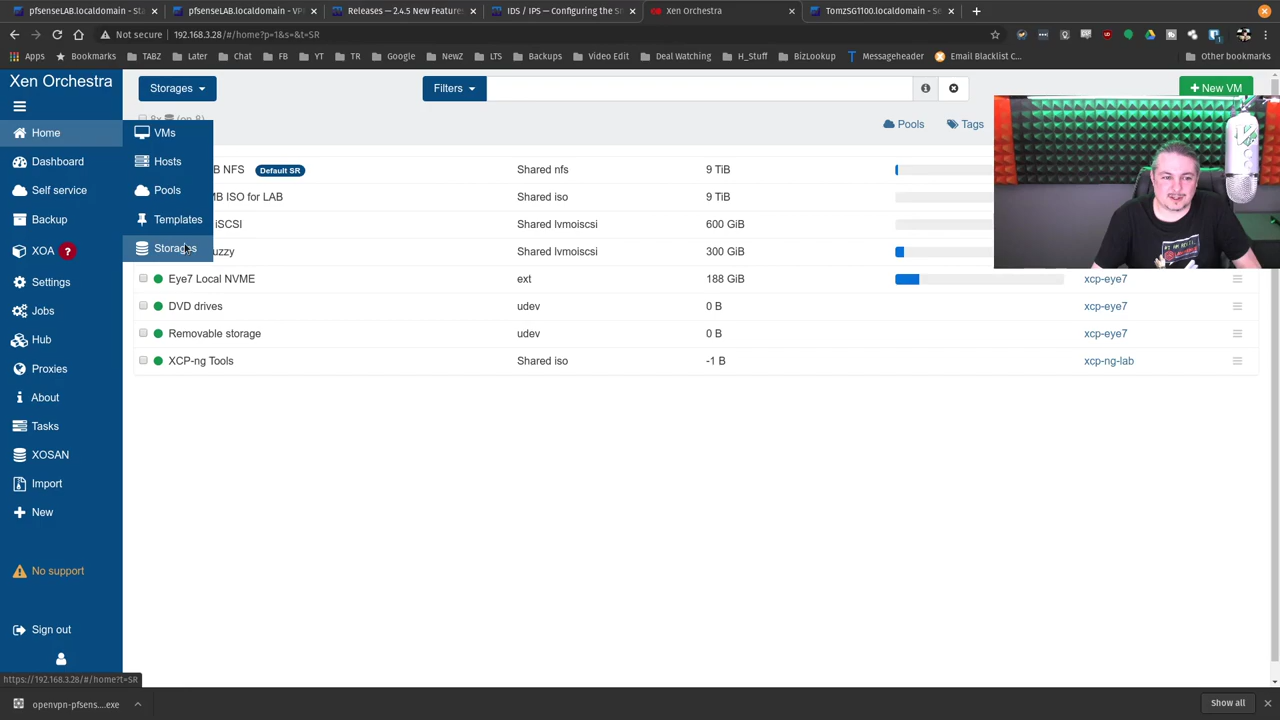 pfsenseLAB.localdomain - Sta
pfsenseLAB.localdomain - VP
Releases — 2.4.5 New Feature
IDS / IPS — Configuring the S
Xen Orchestra
TomzSG1100.localdomain - S
Not secure 192.168.3.28/#/home?p=1&s=&t=SR
Apps
Bookmarks
TABZ
Later
Chat
FB
YT
TR
Google
NewZ
LTS
Backups
Video Edit
Deal Watching
H_Stuff
BizLookup
Messageheader
Email Blacklist C...
Other bookmarks
Xen Orchestra
Storages
Filters
New VM
Home
VMs
Pools
Tags
Dashboard
Hosts
B NFS Default SR Shared nfs 9 TiB
Self service
Pools
MB ISO for LAB Shared iso 9 TiB
Backup
Templates
iSCSI Shared lvmoiscsi 600 GiB
XOA ?
Storages
uzzy Shared lvmoiscsi 300 GiB
Settings
Eye7 Local NVME ext 188 GiB xcp-eye7
Jobs
DVD drives udev 0 B xcp-eye7
Hub
Removable storage udev 0 B xcp-eye7
Proxies
XCP-ng Tools Shared iso -1 B xcp-ng-lab
About
Tasks
XOSAN
Import
New
No support
Sign out
https://192.168.3.28/#/home?t=SR
openvpn-pfsens....exe
Show all